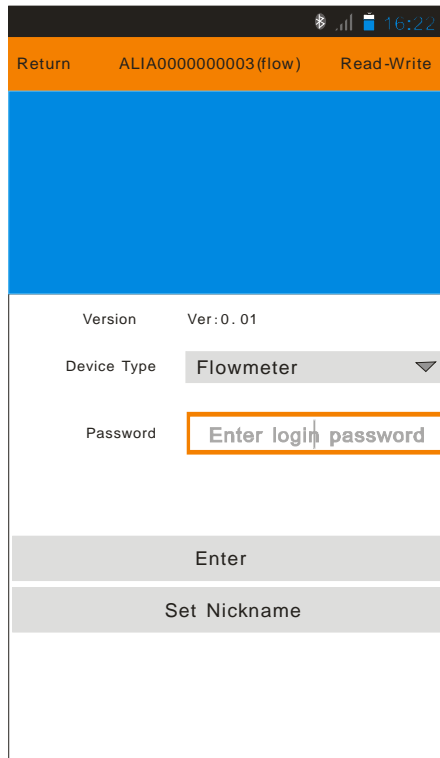 16:22
Return ALIA0000000003(flow) Read-Write
Version Ver:0.01
Device Type Flowmeter
Password Enter login password
Enter
Set Nickname